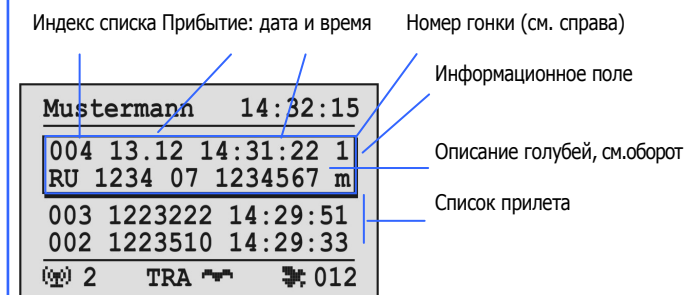 Индекс списка Прибытие: дата и время Номер гонки (см. справа)
Информационное поле
Mustermann 14:32:15
004 13.12 14:31:22 1
RU 1234 07 1234567 m
Описание голубей, см.оборот
Список прилета
003 1223222 14:29:51
002 1223510 14:29:33
2 TRA 012